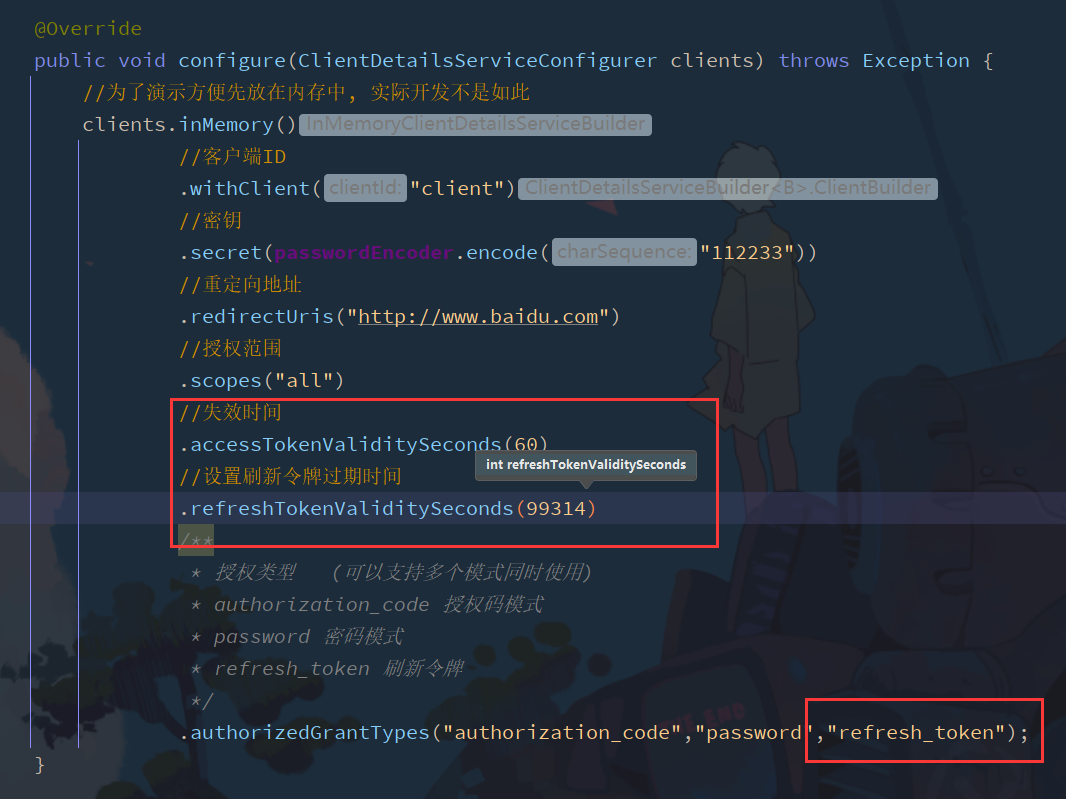 @Override
public void configure(ClientDetailsServiceConfigurer clients) throws Exception {
//为了演示方便先放在内存中, 实际开发不是如此
clients.inMemory() InMemoryClientDetailsServiceBuilder
//客户端ID
.withClient( clientId: "client") ClientDetailsServiceBuilder<B>.ClientBuilder
//密钥
.secret(passwordEncoder.encode( charSequence: "112233"))
//重定向地址
.redirectUris("http://www.baidu.com")
//授权范围
.scopes("all")
//失效时间
.accessTokenValiditySeconds(60)
int refreshTokenValiditySeconds
//设置刷新令牌过期时间
.refreshTokenValiditySeconds(99314)
/**
* 授权类型 (可以支持多个模式同时使用)
* authorization_code 授权码模式
* password 密码模式
* refresh_token 刷新令牌
*/
.authorizedGrantTypes("authorization_code","password","refresh_token");
}